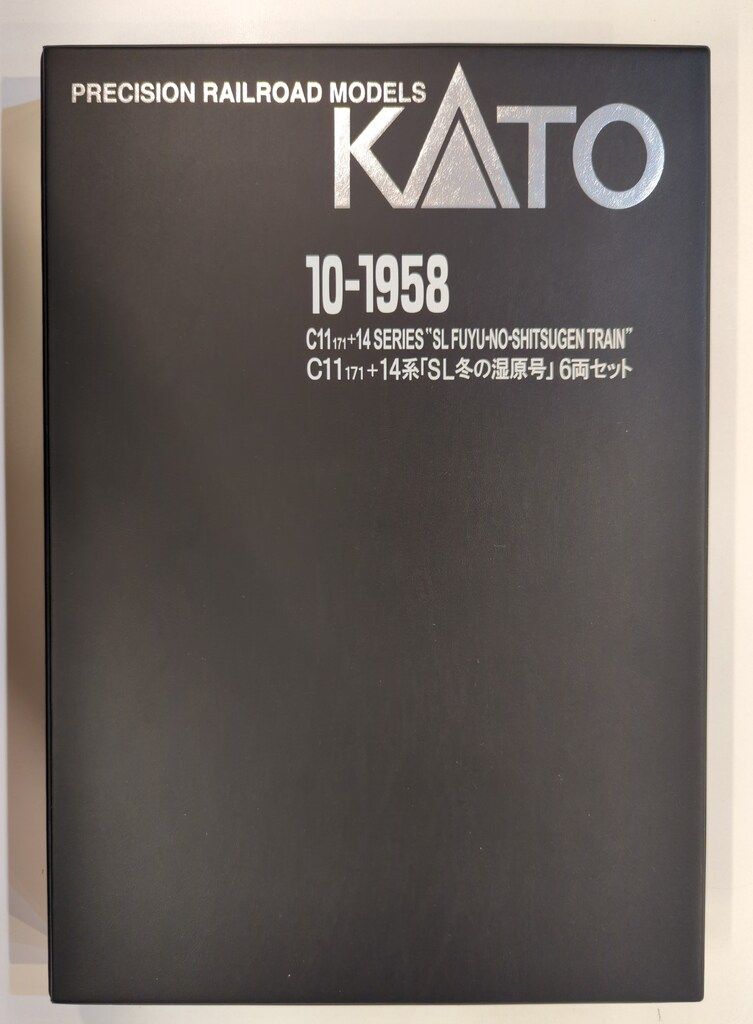 PRECISION RAILROAD MODELS
KATO
10-1958
C11 171+14 SERIES "SL FUYU-NO-SHITSUGEN TRAIN"
C11 171+14系「SL冬の湿原号」6両セット